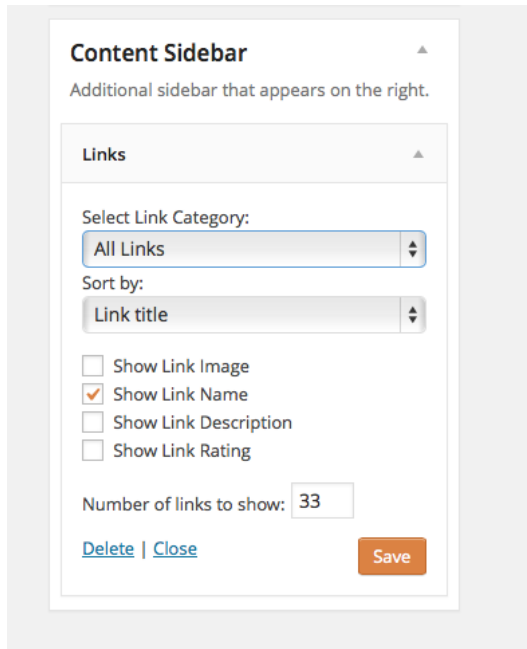 Content Sidebar
Additional sidebar that appears on the right.
Links
Select Link Category:
All Links
Sort by:
Link title
Show Link Image
Show Link Name
Show Link Description
Show Link Rating
Number of links to show: 33
Delete | Close
Save